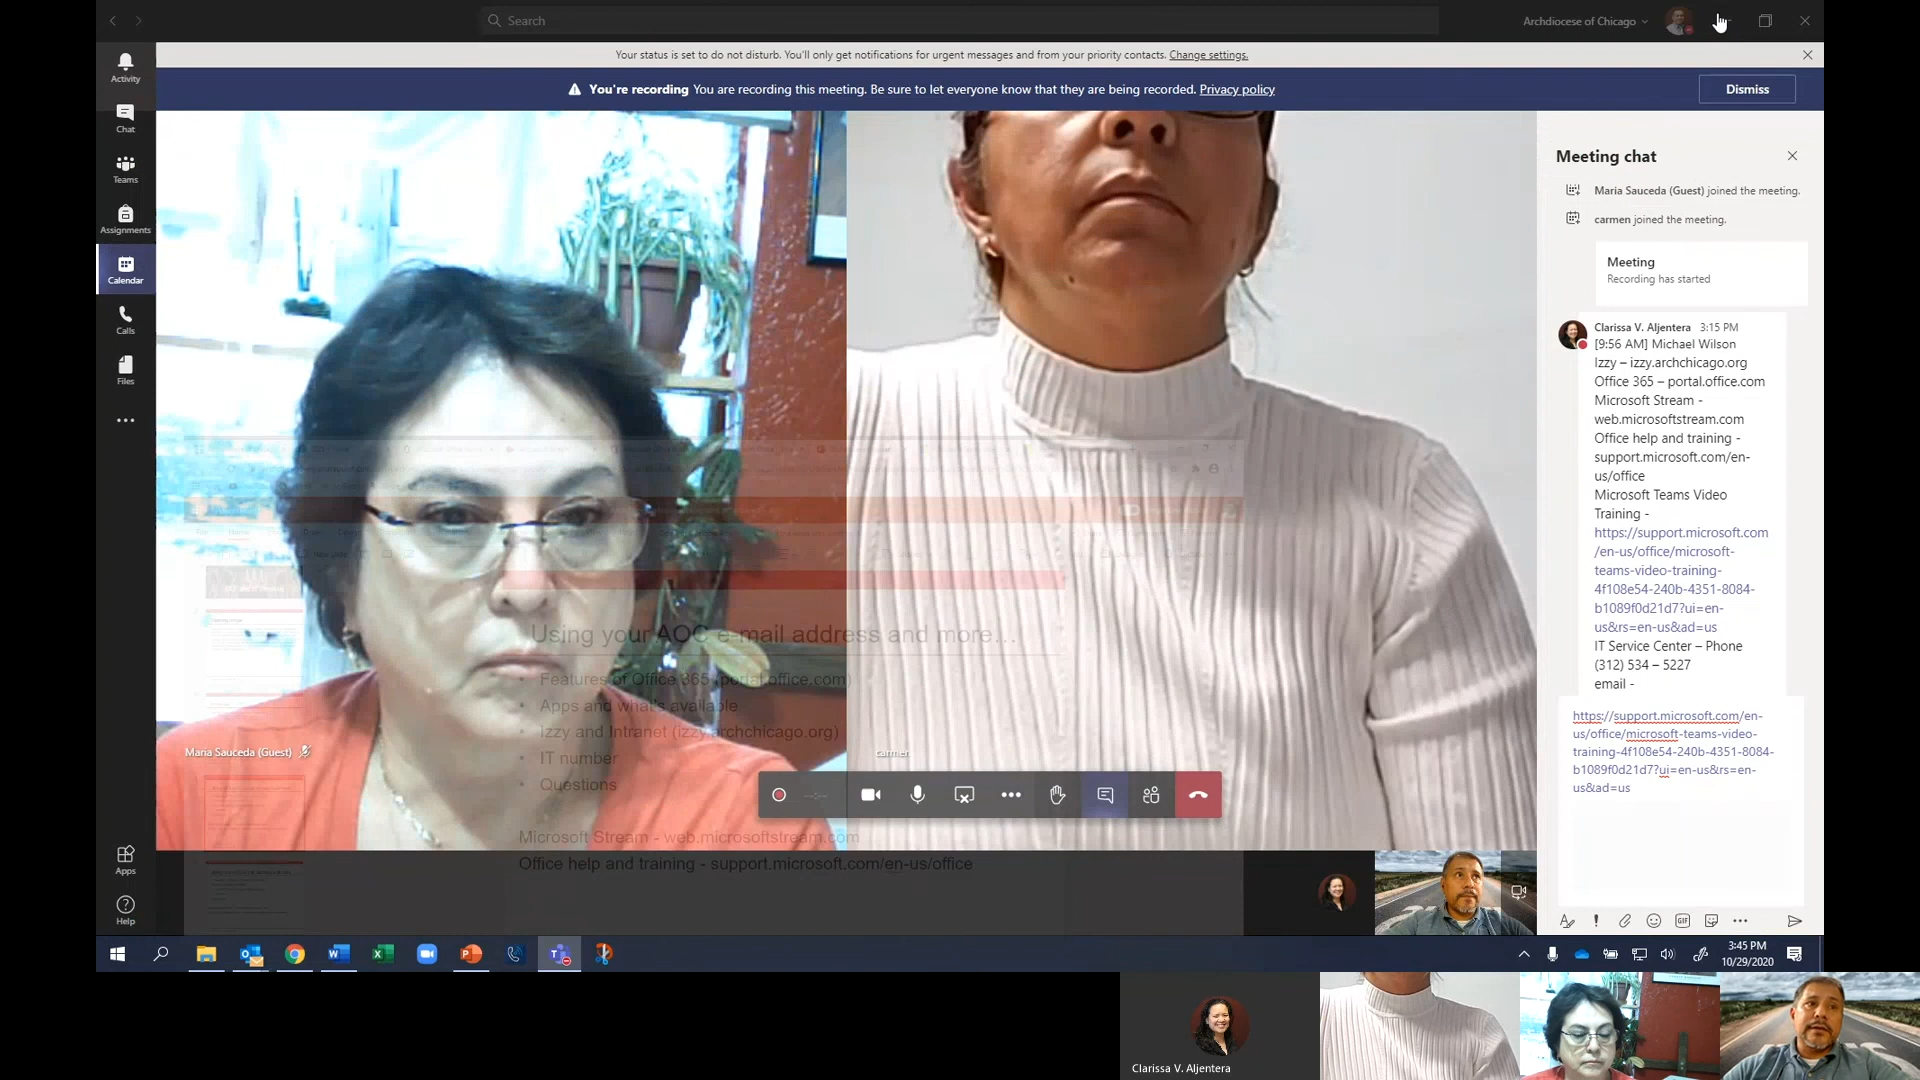 Search
Archdiocese of Chicago
Your status is set to do not disturb. You'll only get notifications for urgent messages and from your priority contacts. Change settings.
You're recording You are recording this meeting. Be sure to let everyone know that they are being recorded. Privacy policy
Dismiss
Activity
Chat
Teams
Assignments
Calendar
Calls
Files
Apps
Help
Using your AOC e-mail address and more...
• Features of Office 365 (portal.office.com)
• Apps and what's available
• Izzy and Intranet (izzy.archchicago.org)
• IT number
• Questions
Microsoft Stream - web.microsoftstream.com
Office help and training - support.microsoft.com/en-us/office
Maria Sauceda (Guest)
carmen
Meeting chat
Maria Sauceda (Guest) joined the meeting.
carmen joined the meeting.
Meeting
Recording has started
Clarissa V. Aljentera 3:15 PM
[9:56 AM] Michael Wilson
Izzy – izzy.archchicago.org
Office 365 – portal.office.com
Microsoft Stream -
web.microsoftstream.com
Office help and training -
support.microsoft.com/en-
us/office
Microsoft Teams Video
Training -
https://support.microsoft.com
/en-us/office/microsoft-
teams-video-training-
4f108e54-240b-4351-8084-
b1089f0d21d7?ui=en-
us&rs=en-us&ad=us
IT Service Center – Phone
(312) 534 – 5227
email -
https://support.microsoft.com/en-
us/office/microsoft-teams-video-
training-4f108e54-240b-4351-8084-
b1089f0d21d7?ui=en-us&rs=en-
us&ad=us
GIF
3:45 PM
10/29/2020
Clarissa V. Aljentera